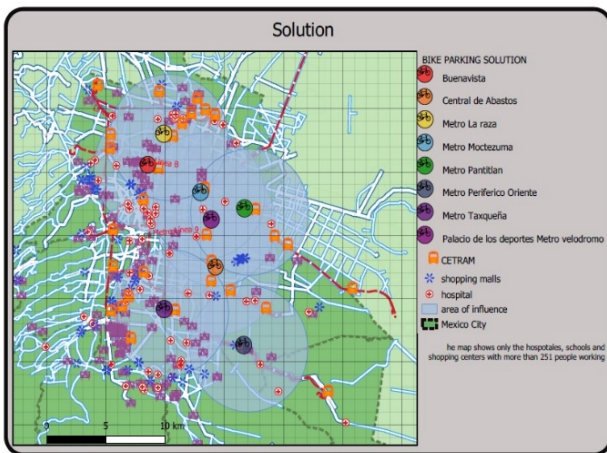 Solution
BIKE PARKING SOLUTION
Buenavista
Central de Abastos
Metro La raza
Metro Moctezuma
Metro Pantitlan
Metro Periferico Oriente
Metro Taxqueña
Palacio de los deportes Metro velodromo
CETRAM
shopping malls
hospital
area of influence
Mexico City
he map shows only the hospotales, schools and
shopping centers with more than 251 people working
0 5 10 km